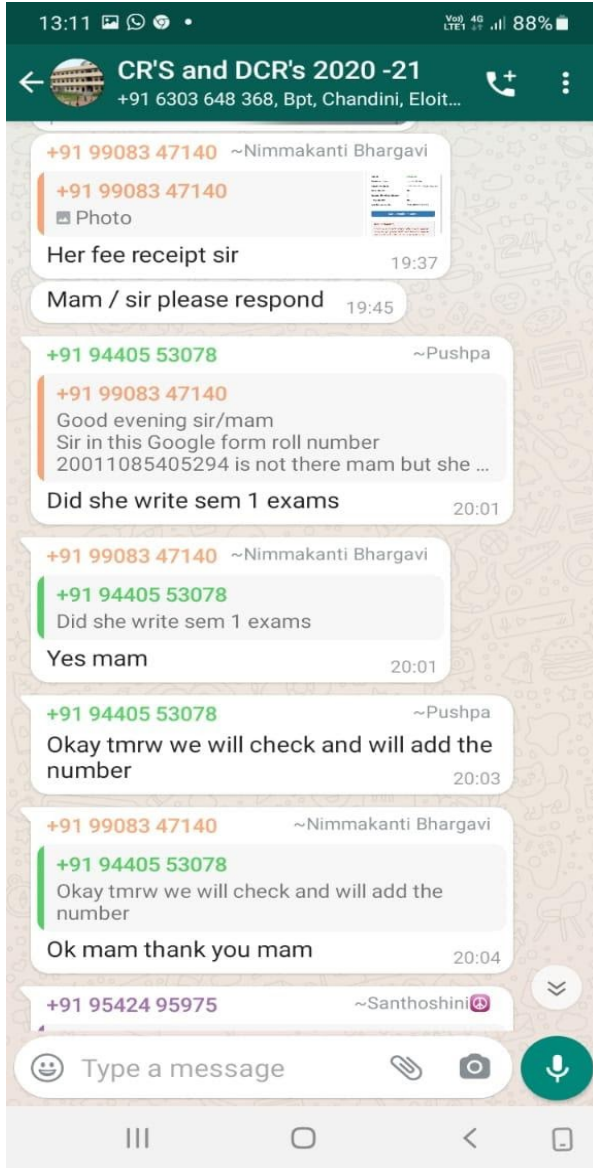 13:11
Vo)) 4G
LTE1
88%
CR'S and DCR's 2020 -21
+91 6303 648 368, Bpt, Chandini, Eloit...
+91 99083 47140 ~Nimmakanti Bhargavi
+91 99083 47140
Photo
Her fee receipt sir
19:37
Mam / sir please respond 19:45
+91 94405 53078 ~Pushpa
+91 99083 47140
Good evening sir/mam
Sir in this Google form roll number
20011085405294 is not there mam but she ...
Did she write sem 1 exams
20:01
+91 99083 47140 ~Nimmakanti Bhargavi
+91 94405 53078
Did she write sem 1 exams
Yes mam
20:01
+91 94405 53078 ~Pushpa
Okay tmrw we will check and will add the
number
20:03
+91 99083 47140 ~Nimmakanti Bhargavi
+91 94405 53078
Okay tmrw we will check and will add the
number
Ok mam thank you mam
20:04
+91 95424 95975 ~Santhoshini☮
Type a message